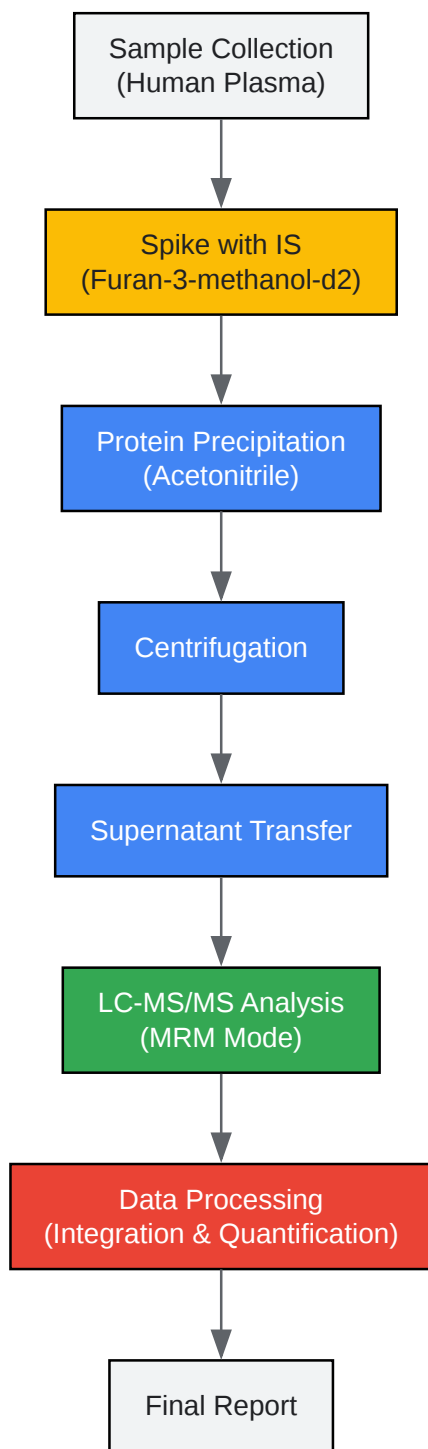 Sample Collection
(Human Plasma)
Spike with IS
(Furan-3-methanol-d2)
Protein Precipitation
(Acetonitrile)
Centrifugation
Supernatant Transfer
LC-MS/MS Analysis
(MRM Mode)
Data Processing
(Integration & Quantification)
Final Report